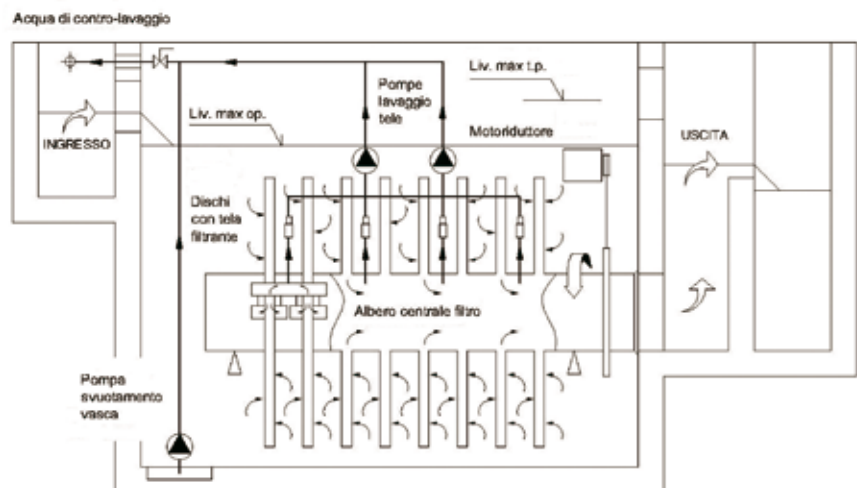 Acqua di contro-lavaggio
Liv. max t.p.
Pompe
lavaggio
tele
Liv. max op.
Motoriduttore
INGRESSO
USCITA
Dischi
con tela
filtrante
Albero centrale filtro
Pompa
svuotamento
vasca